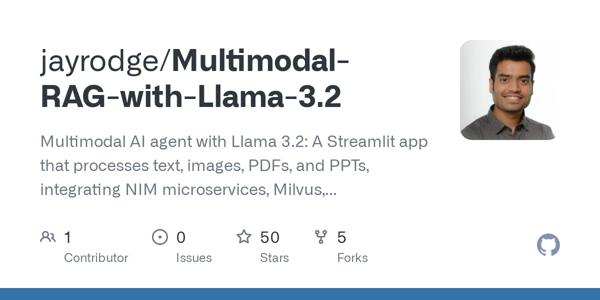 jayrodge/Multimodal-
RAG-with-Llama-3.2
Multimodal AI agent with Llama 3.2: A Streamlit app
that processes text, images, PDFs, and PPTs,
integrating NIM microservices, Milvus,...
1 0 50 5
Contributor Issues Stars Forks